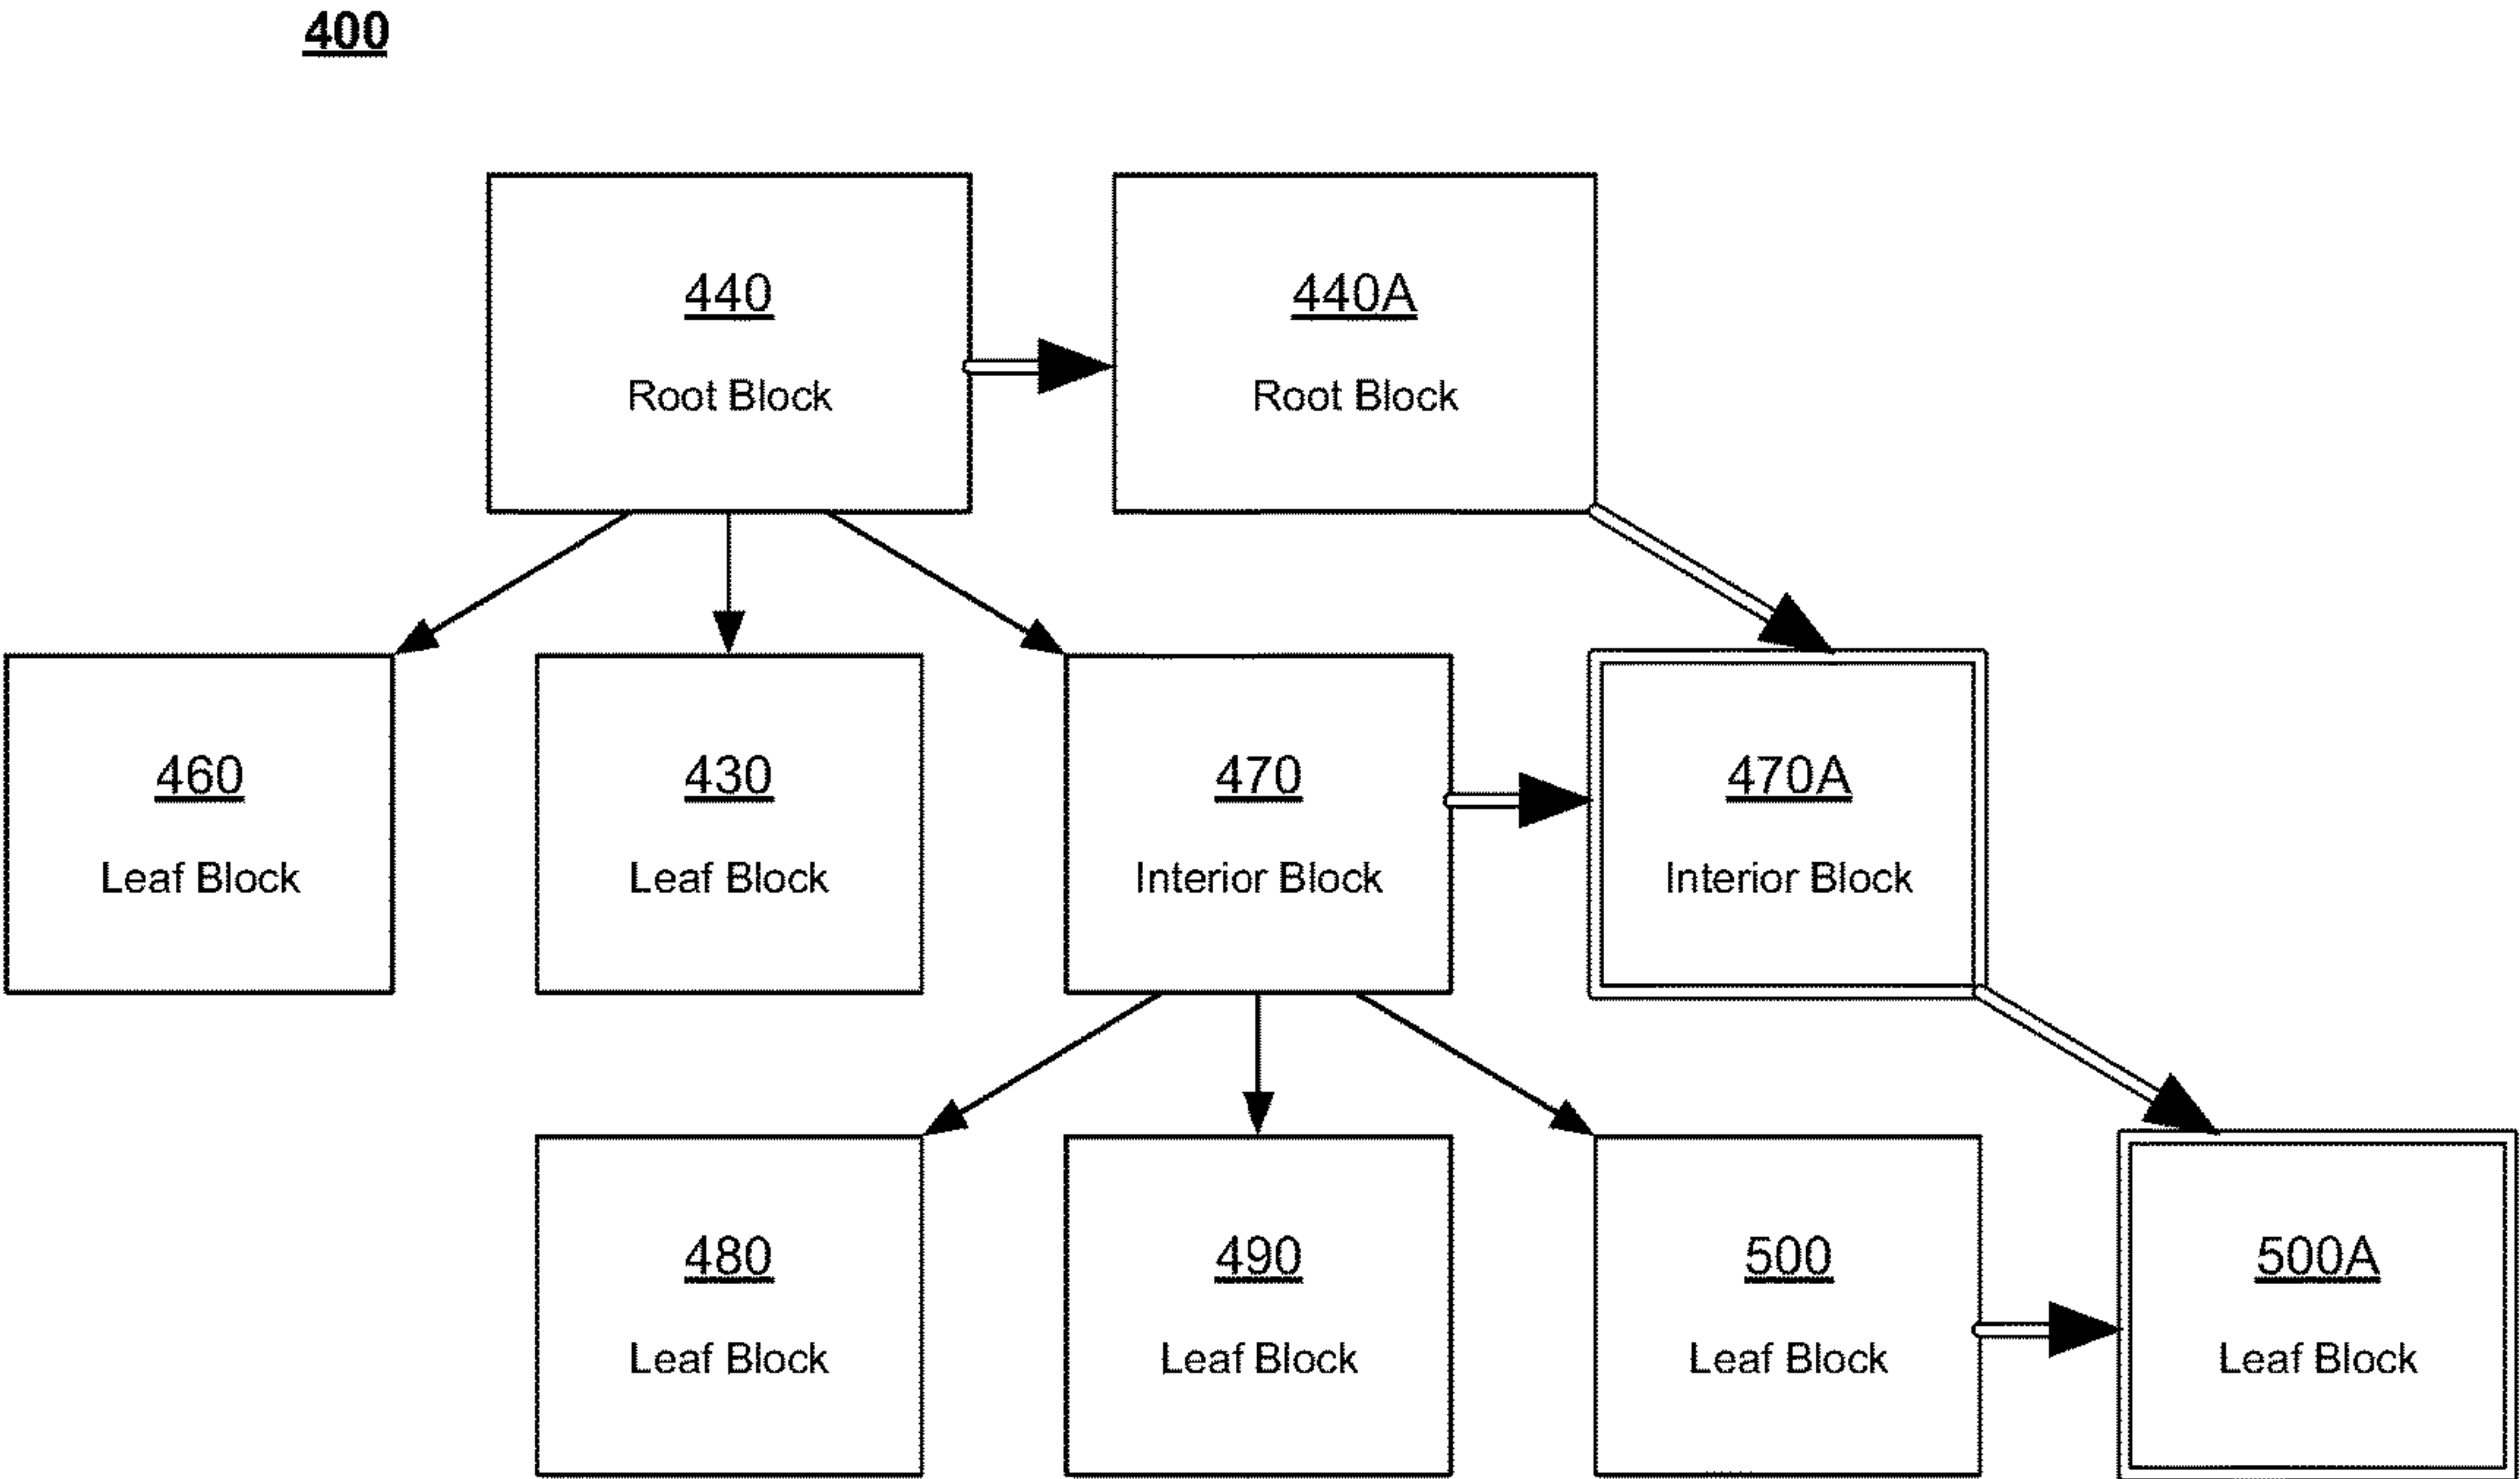 400
440
Root Block
440A
Root Block
460
Leaf Block
430
Leaf Block
470
Interior Block
470A
Interior Block
480
Leaf Block
490
Leaf Block
500
Leaf Block
500A
Leaf Block